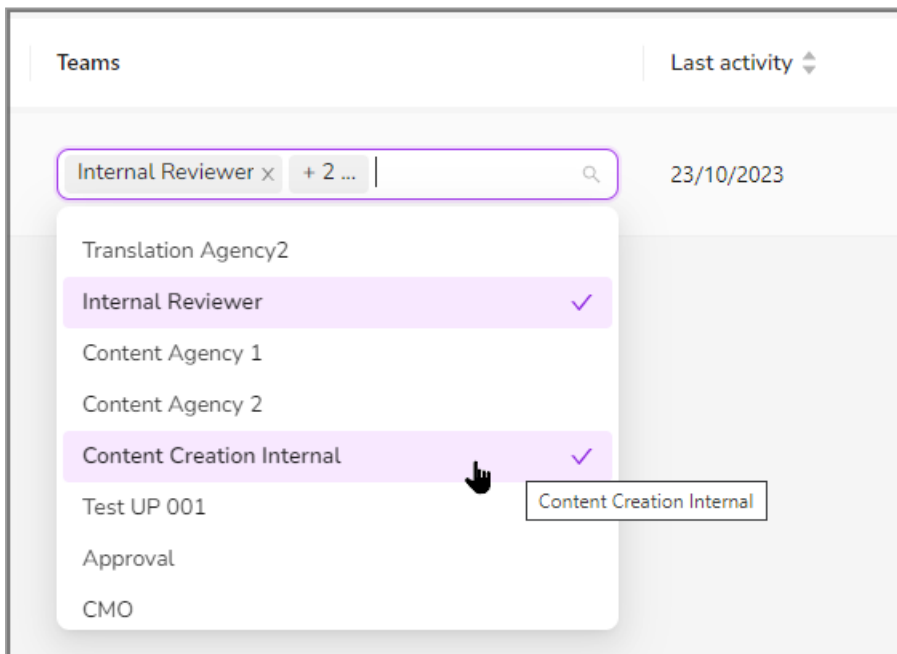 Teams Last activity
Internal Reviewer x + 2 ... 23/10/2023
Translation Agency2
Internal Reviewer
Content Agency 1
Content Agency 2
Content Creation Internal
Content Creation Internal
Test UP 001
Approval
CMO